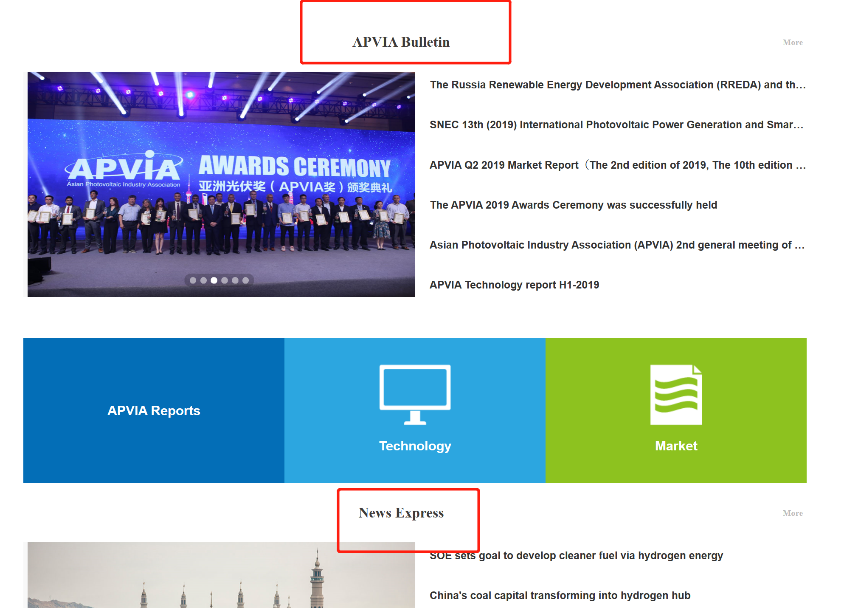 APVIA Bulletin
More
APVIA
Asian Photovoltaic Industry Association
AWARDS CEREMONY
亚洲光伏奖（APVIA奖）颁奖典礼
The Russia Renewable Energy Development Association (RREDA) and th...
SNEC 13th (2019) International Photovoltaic Power Generation and Smar...
APVIA Q2 2019 Market Report（The 2nd edition of 2019, The 10th edition ...
The APVIA 2019 Awards Ceremony was successfully held
Asian Photovoltaic Industry Association (APVIA) 2nd general meeting of ...
APVIA Technology report H1-2019
APVIA Reports
Technology
Market
News Express
More
SOE sets goal to develop cleaner fuel via hydrogen energy
China's coal capital transforming into hydrogen hub